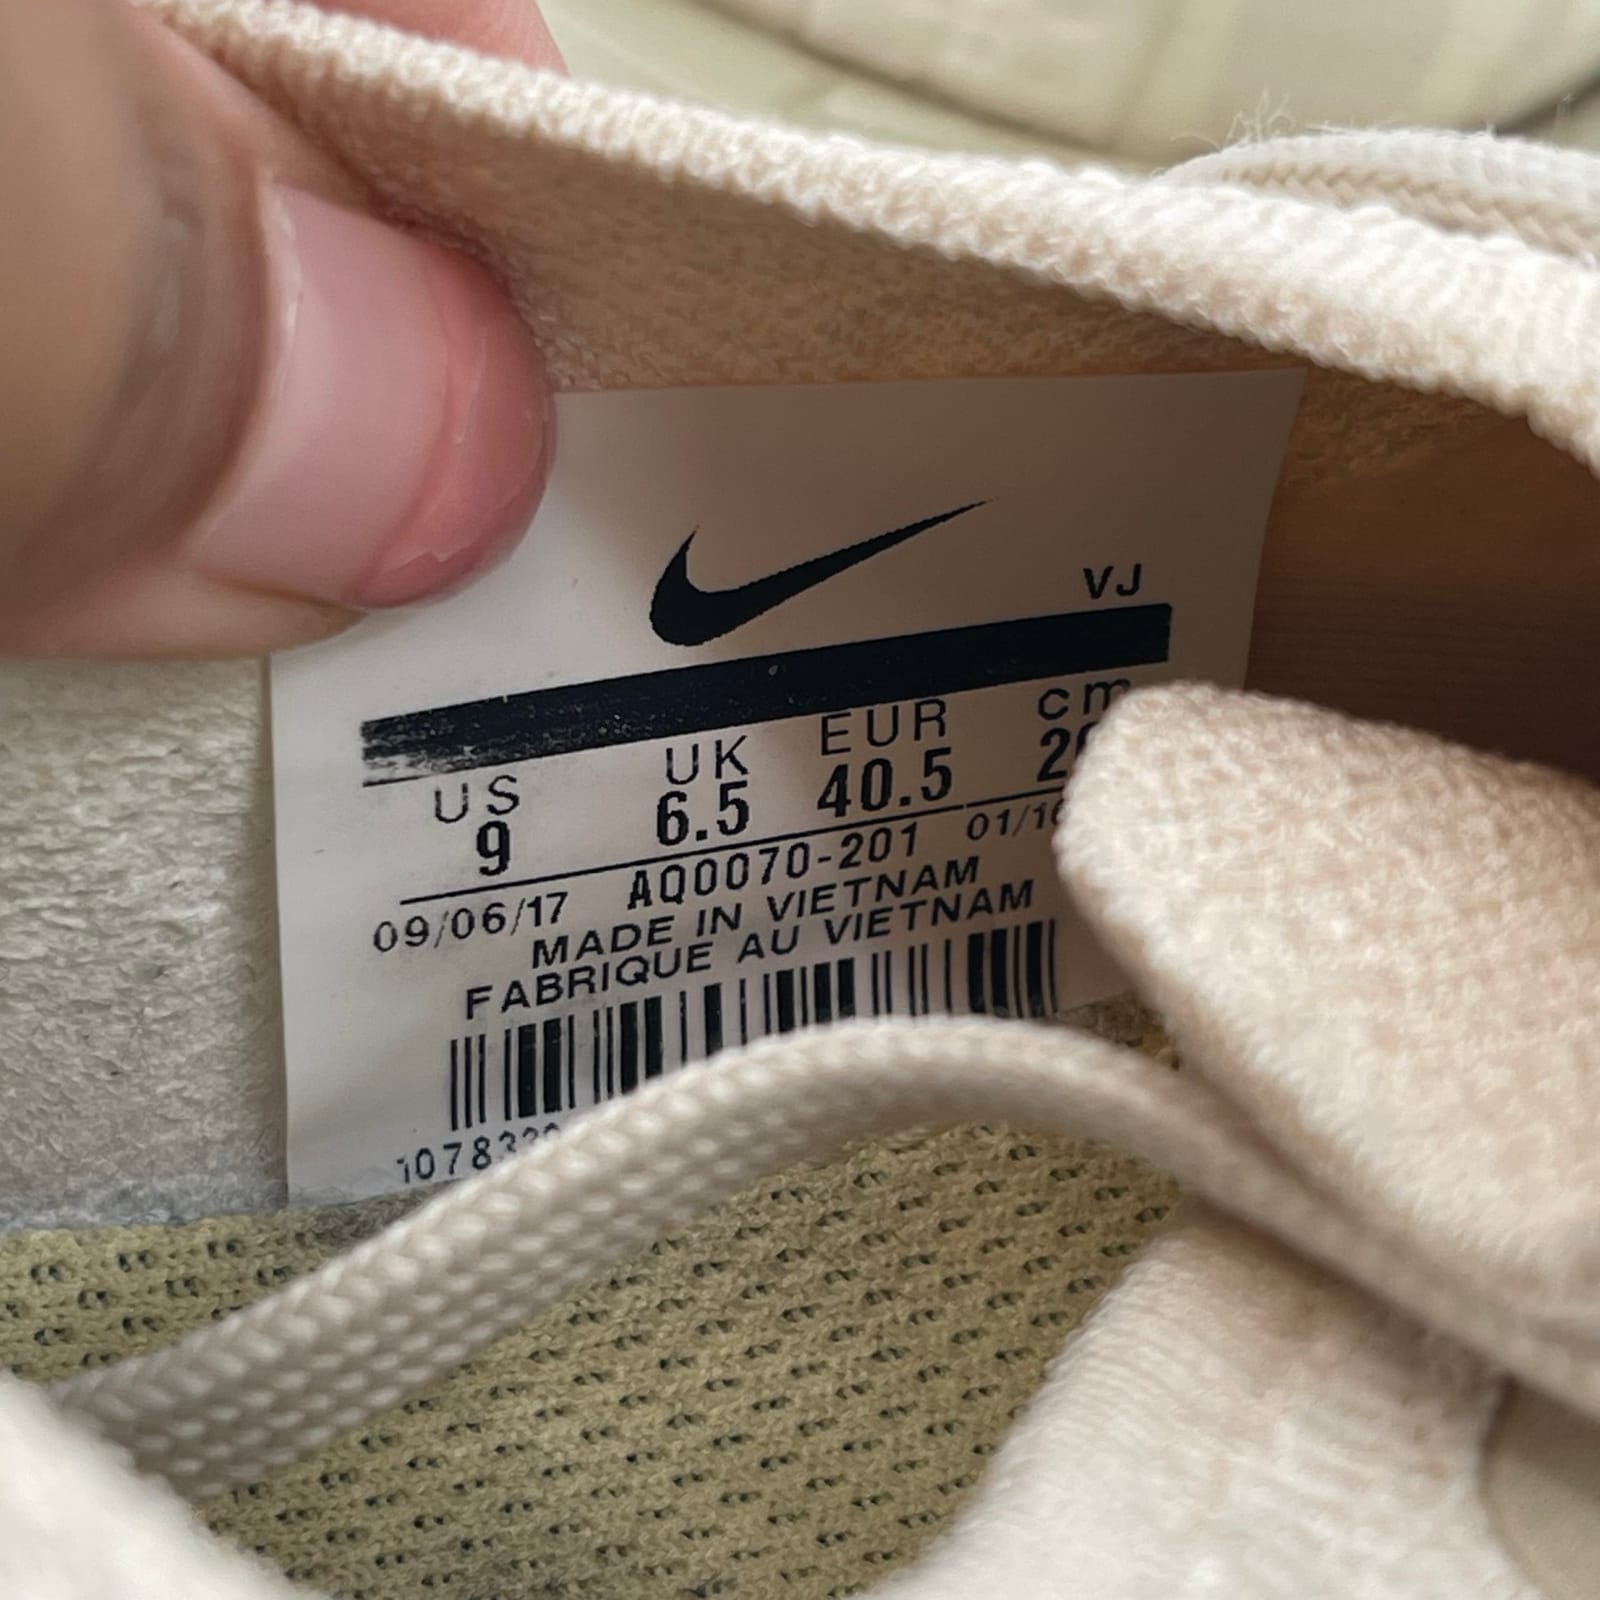 VJ
US UK EUR cm
9 6.5 40.5
09/06/17 AQ0070-201
MADE IN VIETNAM
FABRIQUE AU VIETNAM